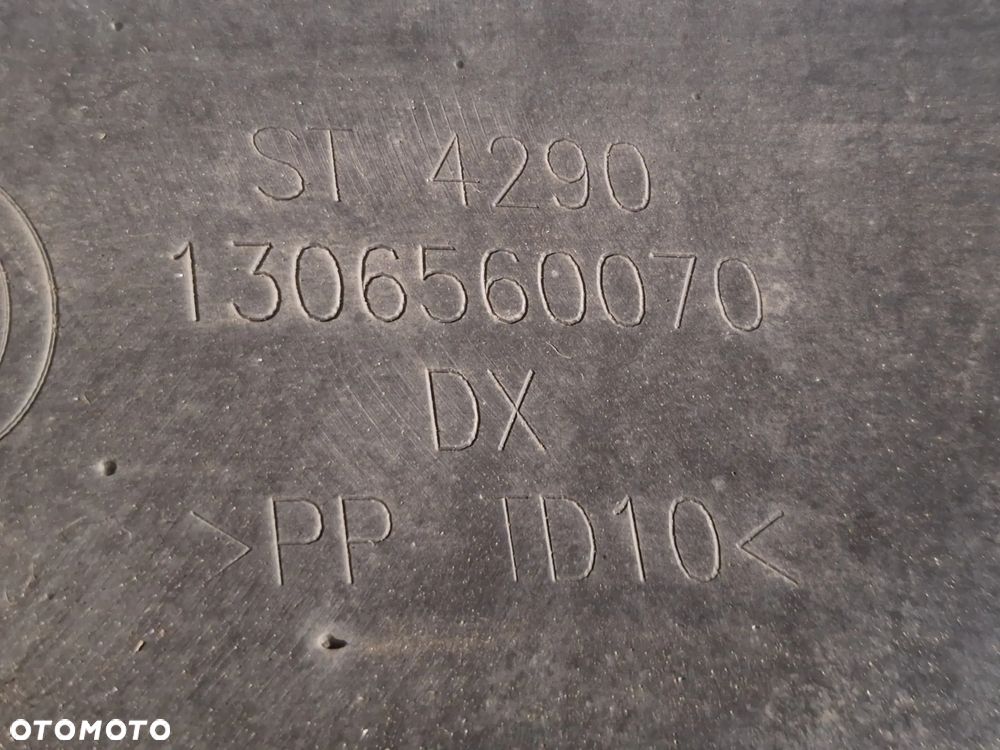 ST 4290
1306560070
DX
>PP TD10<
OTOMOTO